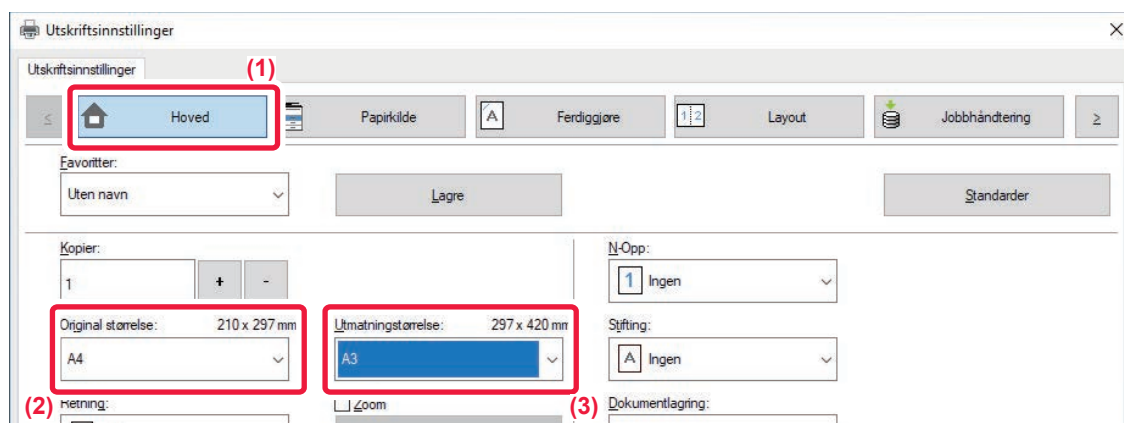 Utskriftsinnstillinger
Utskriftsinnstillinger
(1)
< Hoved Papirkilde Ferdiggjøre Layout Jobbhåndtering >
Favoritter:
Uten navn Lagre Standarder
Kopier: N-Opp:
1 + - 1 Ingen
Original størrelse: 210 x 297 mm Utmatningstørrelse: 297 x 420 mm Stifting:
A4 A3 A Ingen
(2) Retning: Zoom (3) Dokumentlagring: